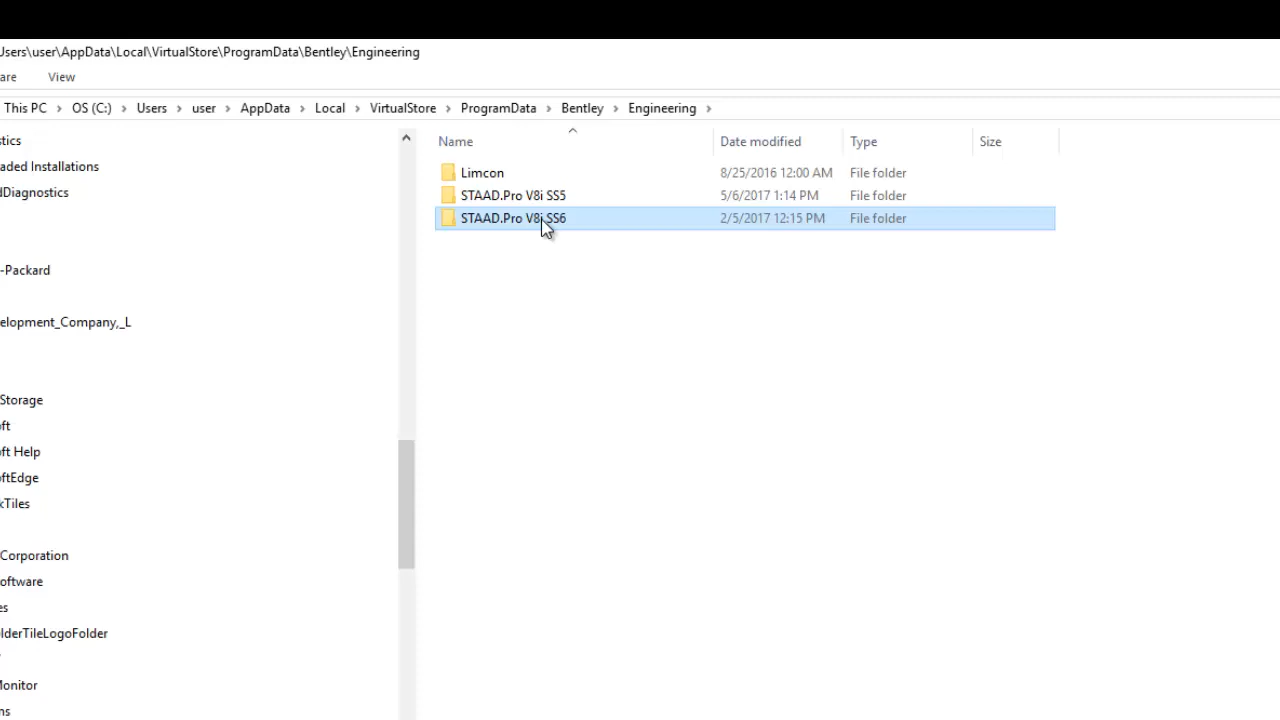 Users\user\AppData\Local\VirtualStore\ProgramData\Bentley\Engineering
are View
This PC > OS (C:) > Users > user > AppData > Local > VirtualStore > ProgramData > Bentley > Engineering >
Name Date modified Type Size
stics
Limcon 8/25/2016 12:00 AM File folder
aded Installations
STAAD.Pro V8i SS5 5/6/2017 1:14 PM File folder
dDiagnostics
STAAD.Pro V8i SS6 2/5/2017 12:15 PM File folder
-Packard
elopment_Company,_L
Storage
ft
ft Help
ftEdge
kTiles
Corporation
oftware
es
lderTileLogoFolder
Monitor
ns